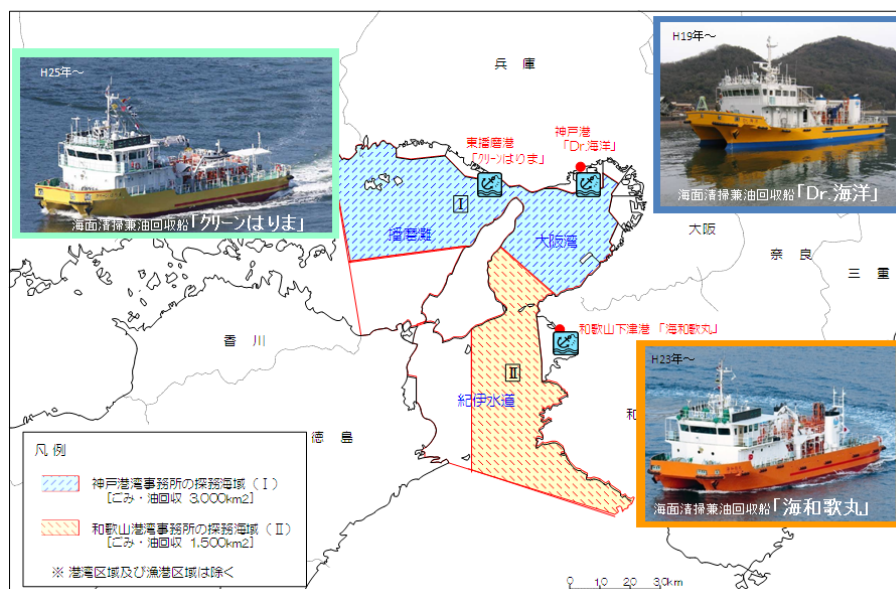 H25年～
海面清掃兼油回収船「クリーンはりま」
H19年～
海面清掃兼油回収船「Dr.海洋」
兵庫
東播磨港
「クリーンはりま」
神戸港
「Dr.海洋」
Ⅰ
播磨灘
大阪湾
大阪
奈良
三重
和歌山下津港「海和歌丸」
香川
Ⅱ
紀伊水道
徳島
和
H23年～
海面清掃兼油回収船「海和歌丸」
凡例
神戸港湾事務所の探務海域（Ⅰ）
[ごみ・油回収 3,000km2]
和歌山港湾事務所の探務海域（Ⅱ）
[ごみ・油回収 1,500km2]
※ 港湾区域及び漁港区域は除く
0 10 20 30km